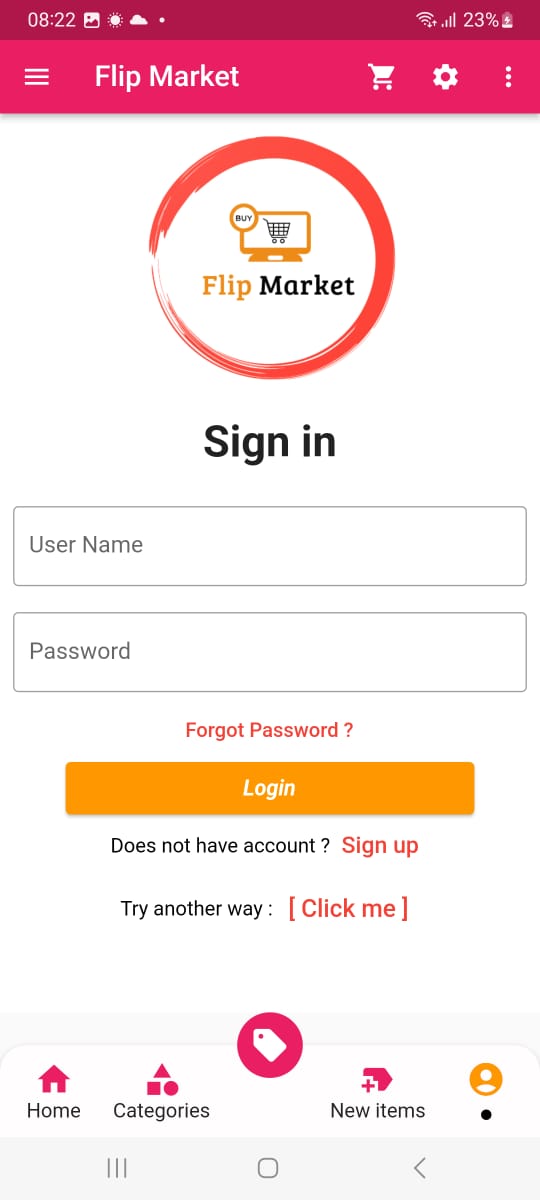 08:22 23%
Flip Market
BUY
Flip Market
Sign in
User Name
Password
Forgot Password ?
Login
Does not have account ? Sign up
Try another way : [ Click me ]
Home Categories New items